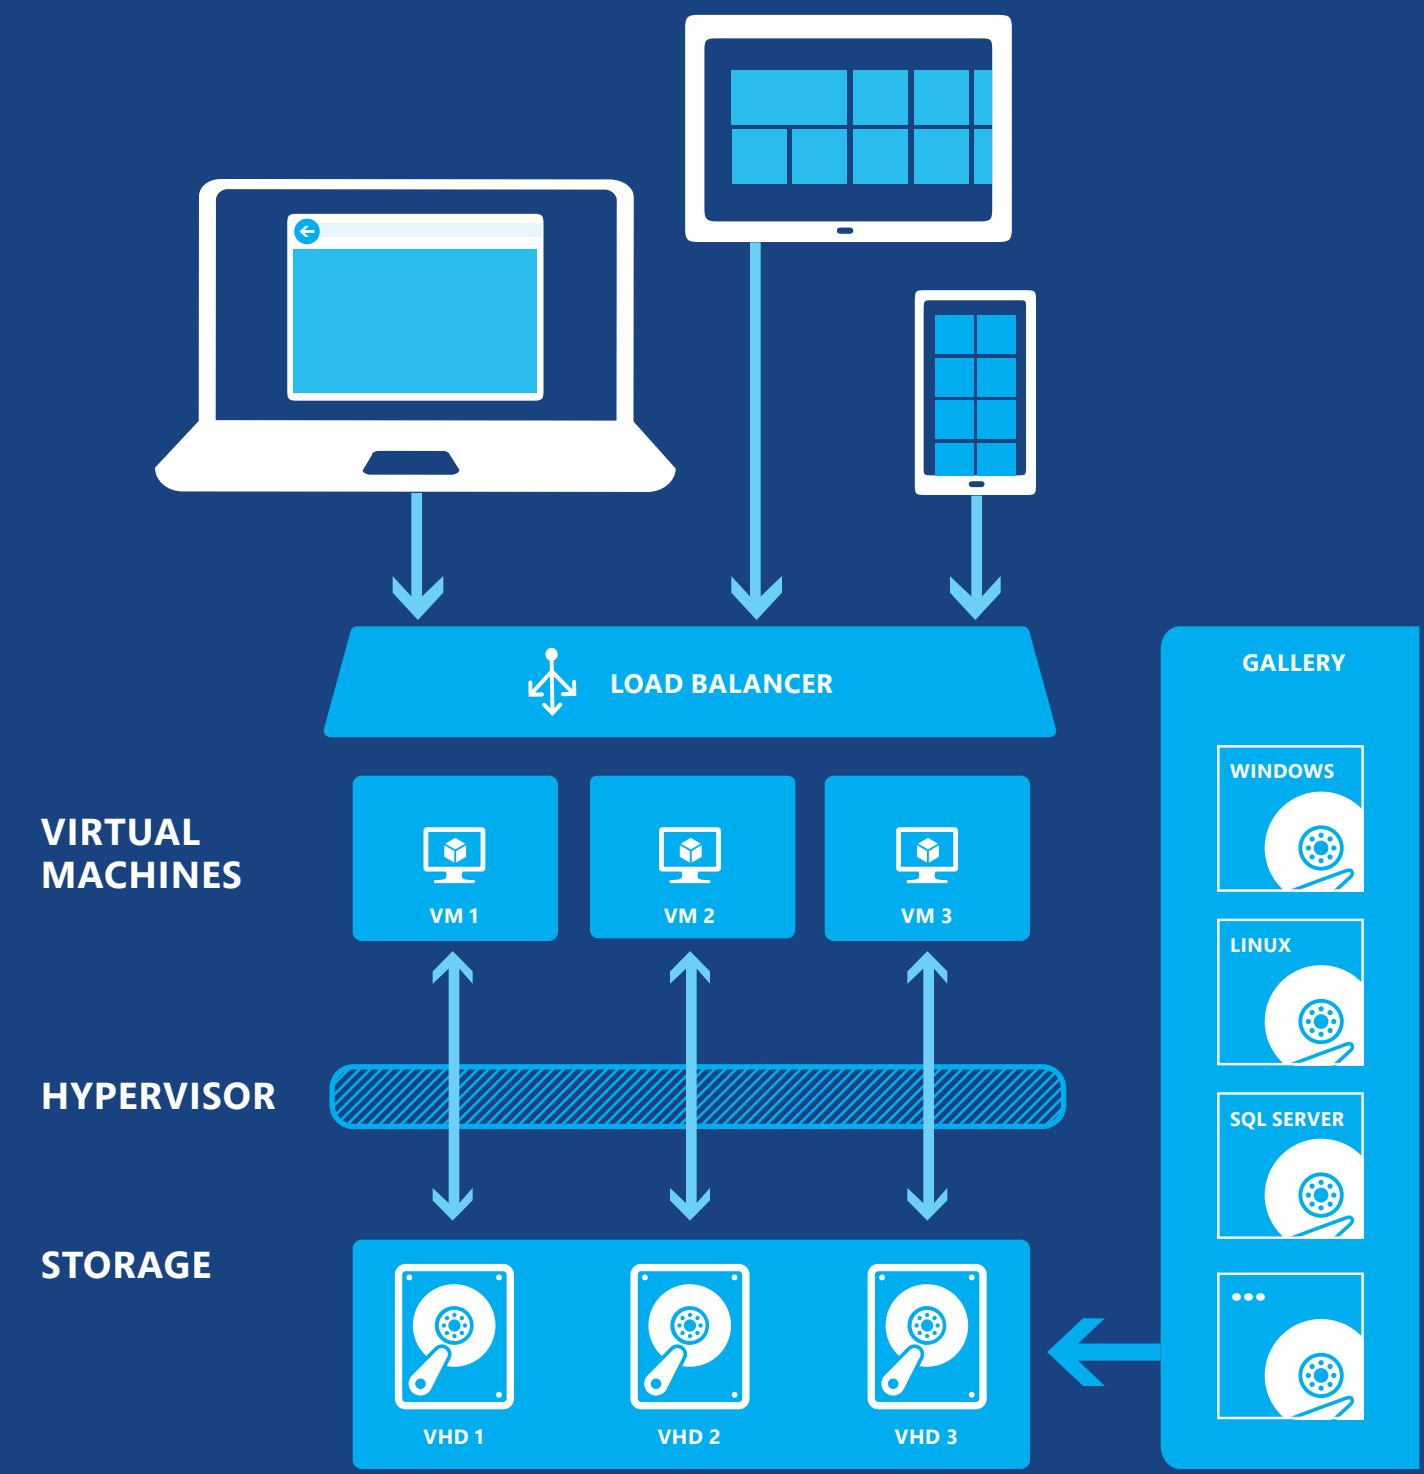 LOAD BALANCER
GALLERY
WINDOWS
LINUX
SQL SERVER
•••
VIRTUAL
MACHINES
VM 1
VM 2
VM 3
HYPERVISOR
STORAGE
VHD 1
VHD 2
VHD 3